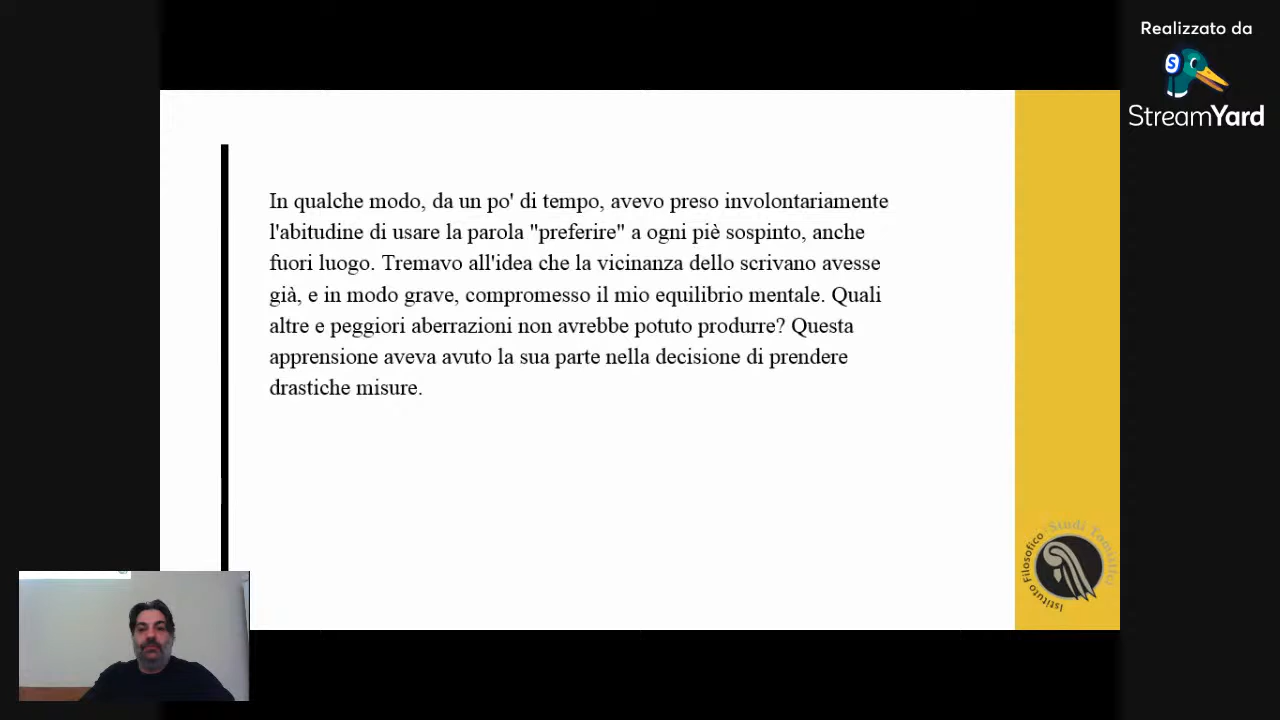 Realizzato da
StreamYard
In qualche modo, da un po' di tempo, avevo preso involontariamente
l'abitudine di usare la parola "preferire" a ogni piè sospinto, anche
fuori luogo. Tremavo all'idea che la vicinanza dello scrivano avesse
già, e in modo grave, compromesso il mio equilibrio mentale. Quali
altre e peggiori aberrazioni non avrebbe potuto produrre? Questa
apprensione aveva avuto la sua parte nella decisione di prendere
drastiche misure.
Istituto Filosofico Studi Tomistici